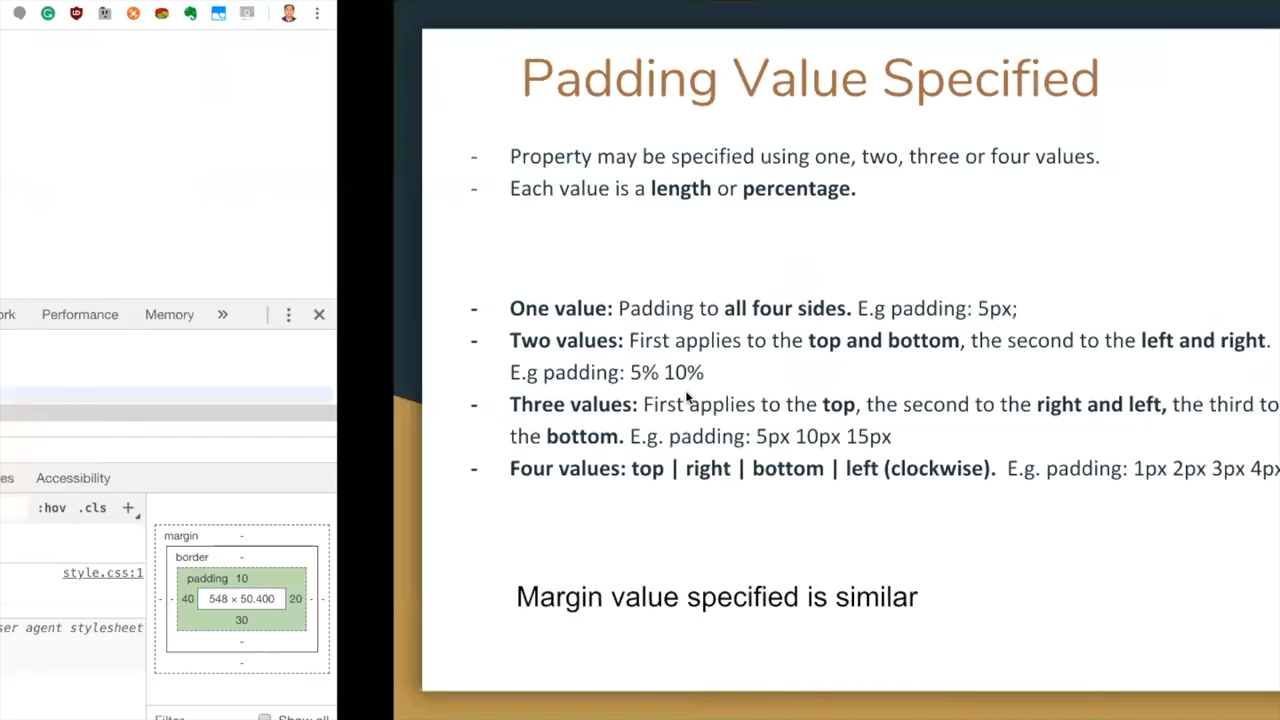 Padding Value Specified
- Property may be specified using one, two, three or four values.
- Each value is a length or percentage.
- One value: Padding to all four sides. E.g padding: 5px;
- Two values: First applies to the top and bottom, the second to the left and right.
E.g padding: 5% 10%
- Three values: First applies to the top, the second to the right and left, the third to
the bottom. E.g. padding: 5px 10px 15px
- Four values: top | right | bottom | left (clockwise). E.g. padding: 1px 2px 3px 4px
Margin value specified is similar
Performance Memory »
Accessibility
:hov .cls +
style.css:1
agent stylesheet
margin -
border -
padding 10
- - 40 548 × 50.400 20 - -
30
-
-
Filter Show all